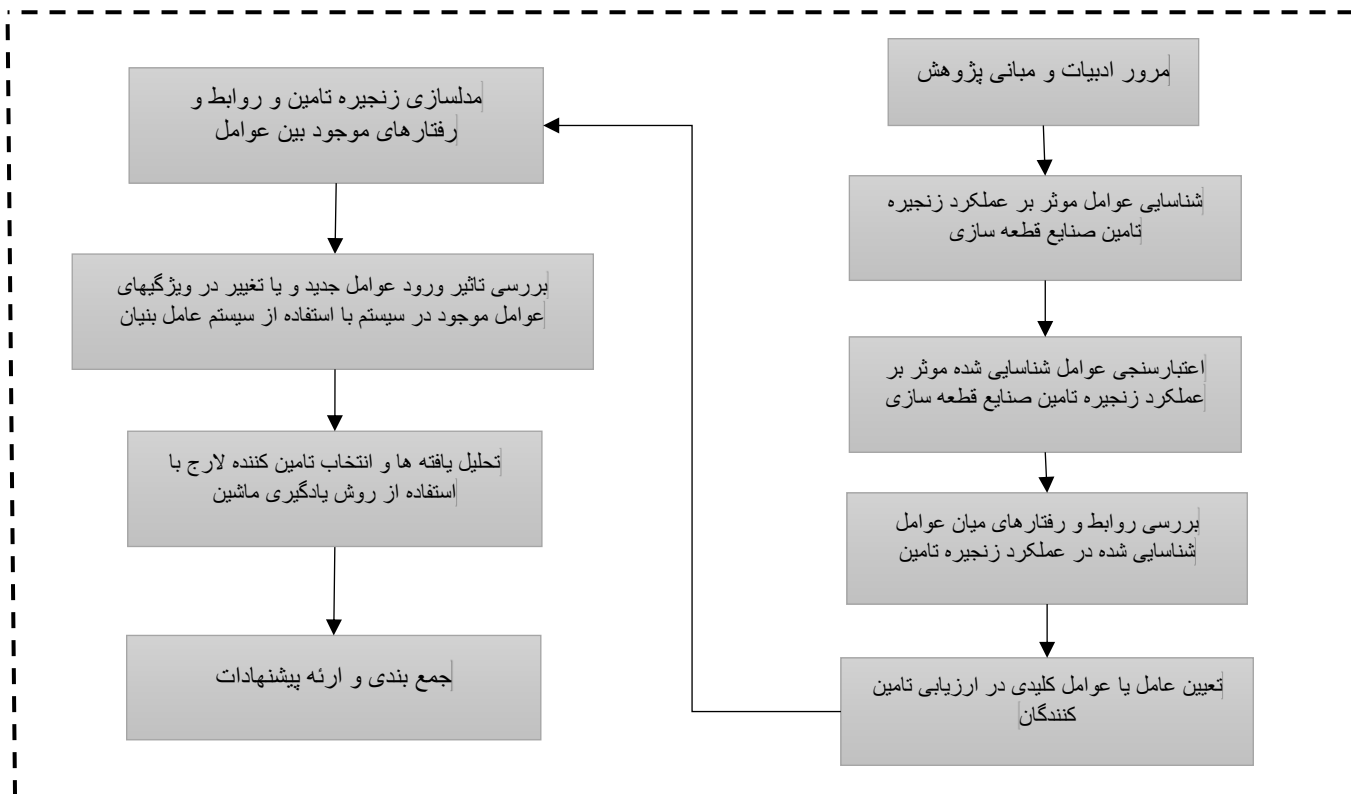 مرور ادبیات و مبانی پژوهش
شناسایی عوامل موثر بر عملکرد زنجیره
تامین صنایع قطعه سازی
اعتبارسنجی عوامل شناسایی شده موثر بر
عملکرد زنجیره تامین صنایع قطعه سازی
بررسی روابط و رفتارهای میان عوامل
شناسایی شده در عملکرد زنجیره تامین
تعیین عامل یا عوامل کلیدی در ارزیابی تامین
کنندگان
مدلسازی زنجیره تامین و روابط و
رفتارهای موجود بین عوامل
بررسی تاثیر ورود عوامل جدید و یا تغییر در ویژگیهای
عوامل موجود در سیستم با استفاده از سیستم عامل بنیان
تحلیل یافته ها و انتخاب تامین کننده لارج با
استفاده از روش یادگیری ماشین
جمع بندی و ارئه پیشنهادات